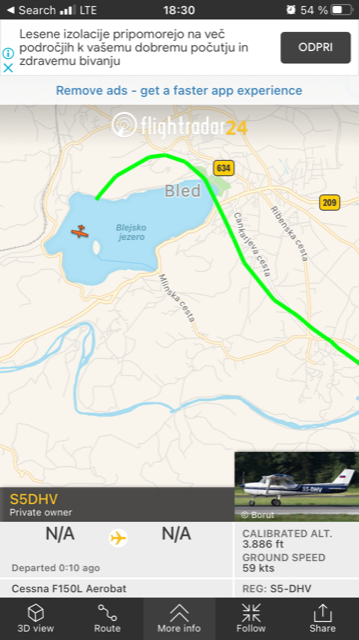 Search LTE 18:30 54 %
Lesene izolacije pripomorejo na več
področjih k vašemu dobremu počutju in
zdravemu bivanju
ODPRI
Remove ads - get a faster app experience
flightradar24
634
Bled
209
Blejsko
jezero
Cankarjeva cesta
Ribenska cesta
Mlinska cesta
S5DHV
Private owner
S5-DHV
© Borut
N/A N/A
Departed 0:10 ago
CALIBRATED ALT.
3.886 ft
GROUND SPEED
59 kts
Cessna F150L Aerobat
REG: S5-DHV
3D view Route More info Follow Share